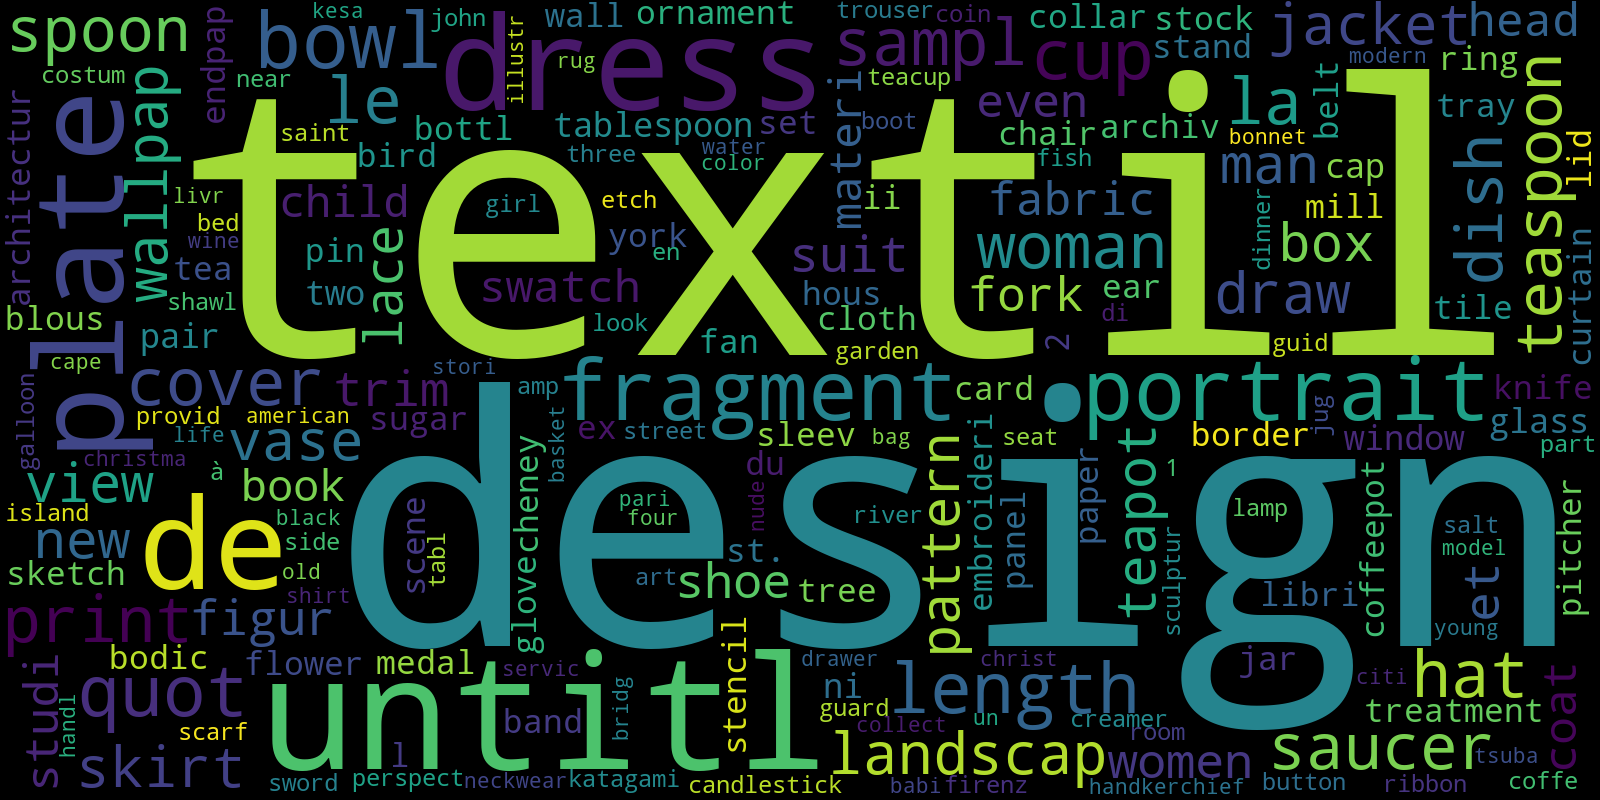 kesa
john
wall
ornament
trouser
coin
collar
stock
jacket
head
spoon
endpap
bowl
dress
illustr
rug
sampl
cup
stand
modern
ring
costum
near
le
teacup
even
la
belt
tray
teaspoon
plate
wallpap
architectur
saint
bottl
tablespoon
set
materi
boot
chair
archiv
bonnet
lid
bird
three
water
color
fish
man
cap
dish
textil
livr
child
girl
etch
ii
fabric
mill
bed
wine
pin
lace
york
en
suit
woman
dinner
box
curtain
tea
shawl
two
swatch
hous
fork
ear
draw
tile
blous
pair
look
fan
cloth
garden
di
2
guid
cape
stori
cover
trim
amp
fragment
card
portrait
knife
galloon
provid
american
sugar
ex
street
sleev
bag
seat
border
jug
window
glass
life
vase
basket
part
christma
view
à
book
du
pattern
embroideri
paper
teapot
1
coffeepot
pitcher
island
de
black
scene
glovecheney
pari
four
nude
river
panel
lamp
salt
new
side
tabl
st.
model
sketch
old
art
shoe
tree
sculptur
libri
et
design
shirt
print
figur
young
bodic
flower
medal
servic
stencil
drawer
christ
jar
citi
hat
coat
studi
quot
untitl
bridg
ni
length
treatment
handl
scarf
band
guard
collect
un
creamer
room
skirt
l
landscap
women
saucer
tsuba
sword
perspect
neckwear
katagami
candlestick
babifirenz
handkerchief
button
ribbon
coffe